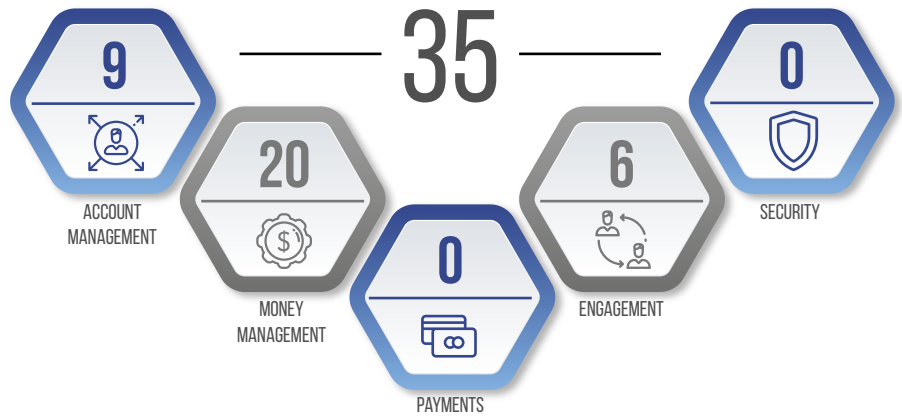 35
9
ACCOUNT
MANAGEMENT
20
$
MONEY
MANAGEMENT
0
PAYMENTS
6
ENGAGEMENT
0
SECURITY